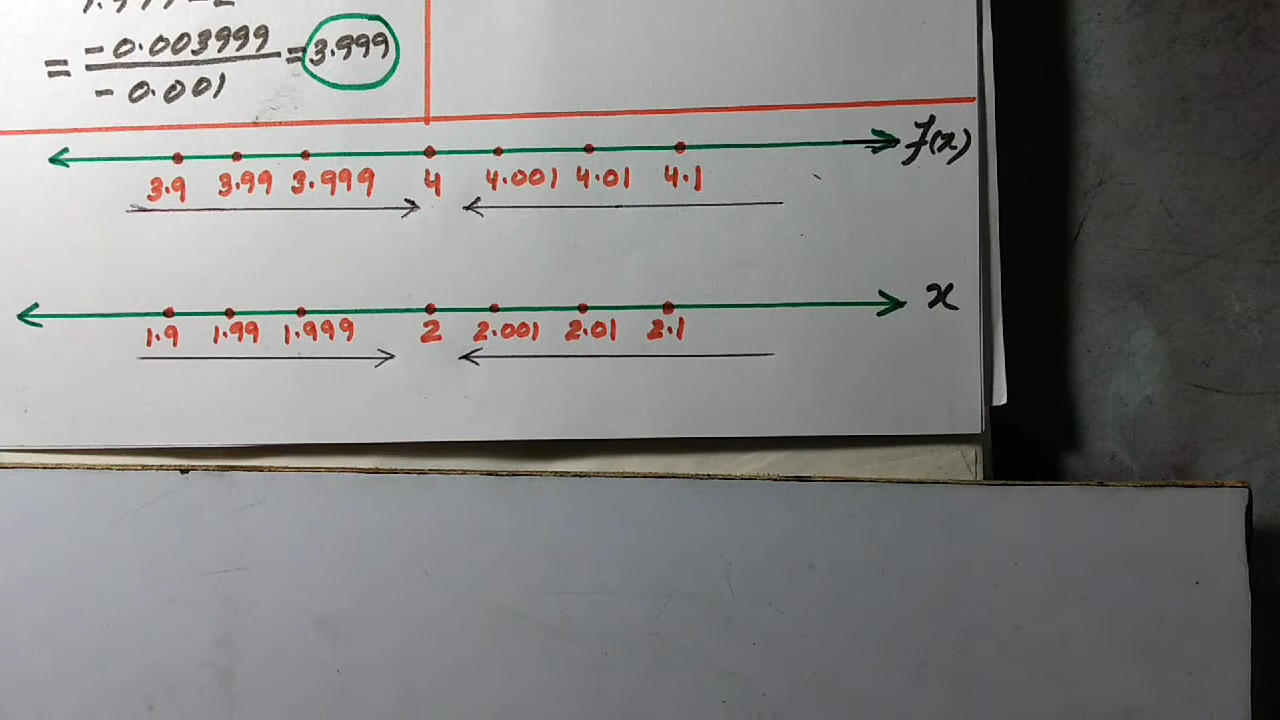 -0.003999
= ─── = 3.999
-0.001
f(x)
3.9 3.99 3.999 4 4.001 4.01 4.1
x
1.9 1.99 1.999 2 2.001 2.01 2.1